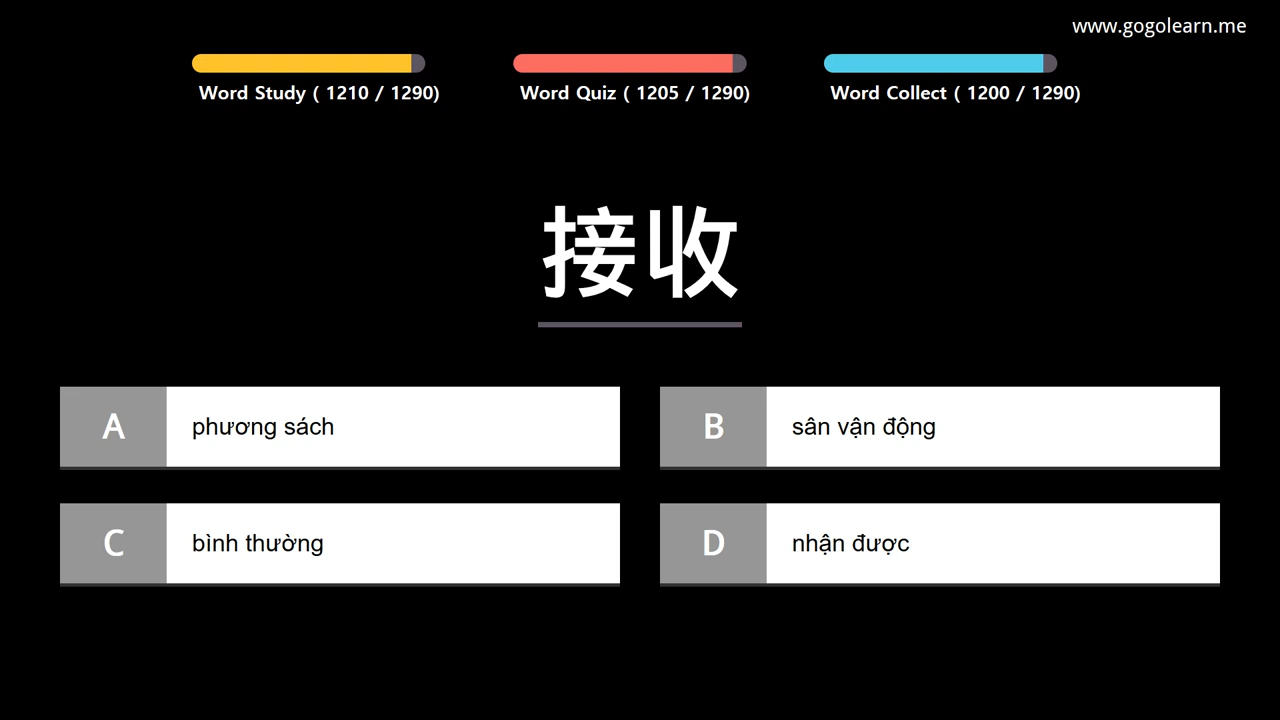 www.gogolearn.me
Word Study ( 1210 / 1290)
Word Quiz ( 1205 / 1290)
Word Collect ( 1200 / 1290)
接收
A phương sách
B sân vận động
C bình thường
D nhận được